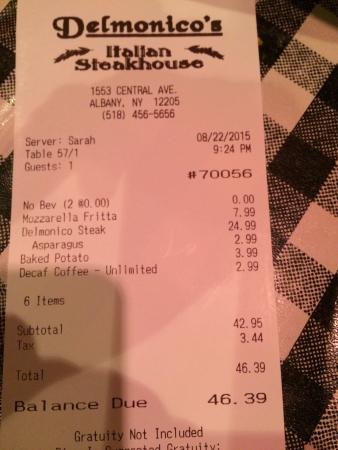 Delmonico's
Italian
Steakhouse
1553 CENTRAL AVE.
ALBANY, NY 12205
(518) 456-5656
Server: Sarah 08/22/2015
Table 57/1 9:24 PM
Guests: 1
#70056
No Bev (2 @0.00) 0.00
Mozzarella Fritta 7.99
Delmonico Steak 24.99
Asparagus 2.99
Baked Potato 3.99
Decaf Coffee - Unlimited 2.99
6 Items
Subtotal 42.95
Tax 3.44
Total 46.39
Balance Due 46.39
Gratuity Not Included
Suggested Gratuity: